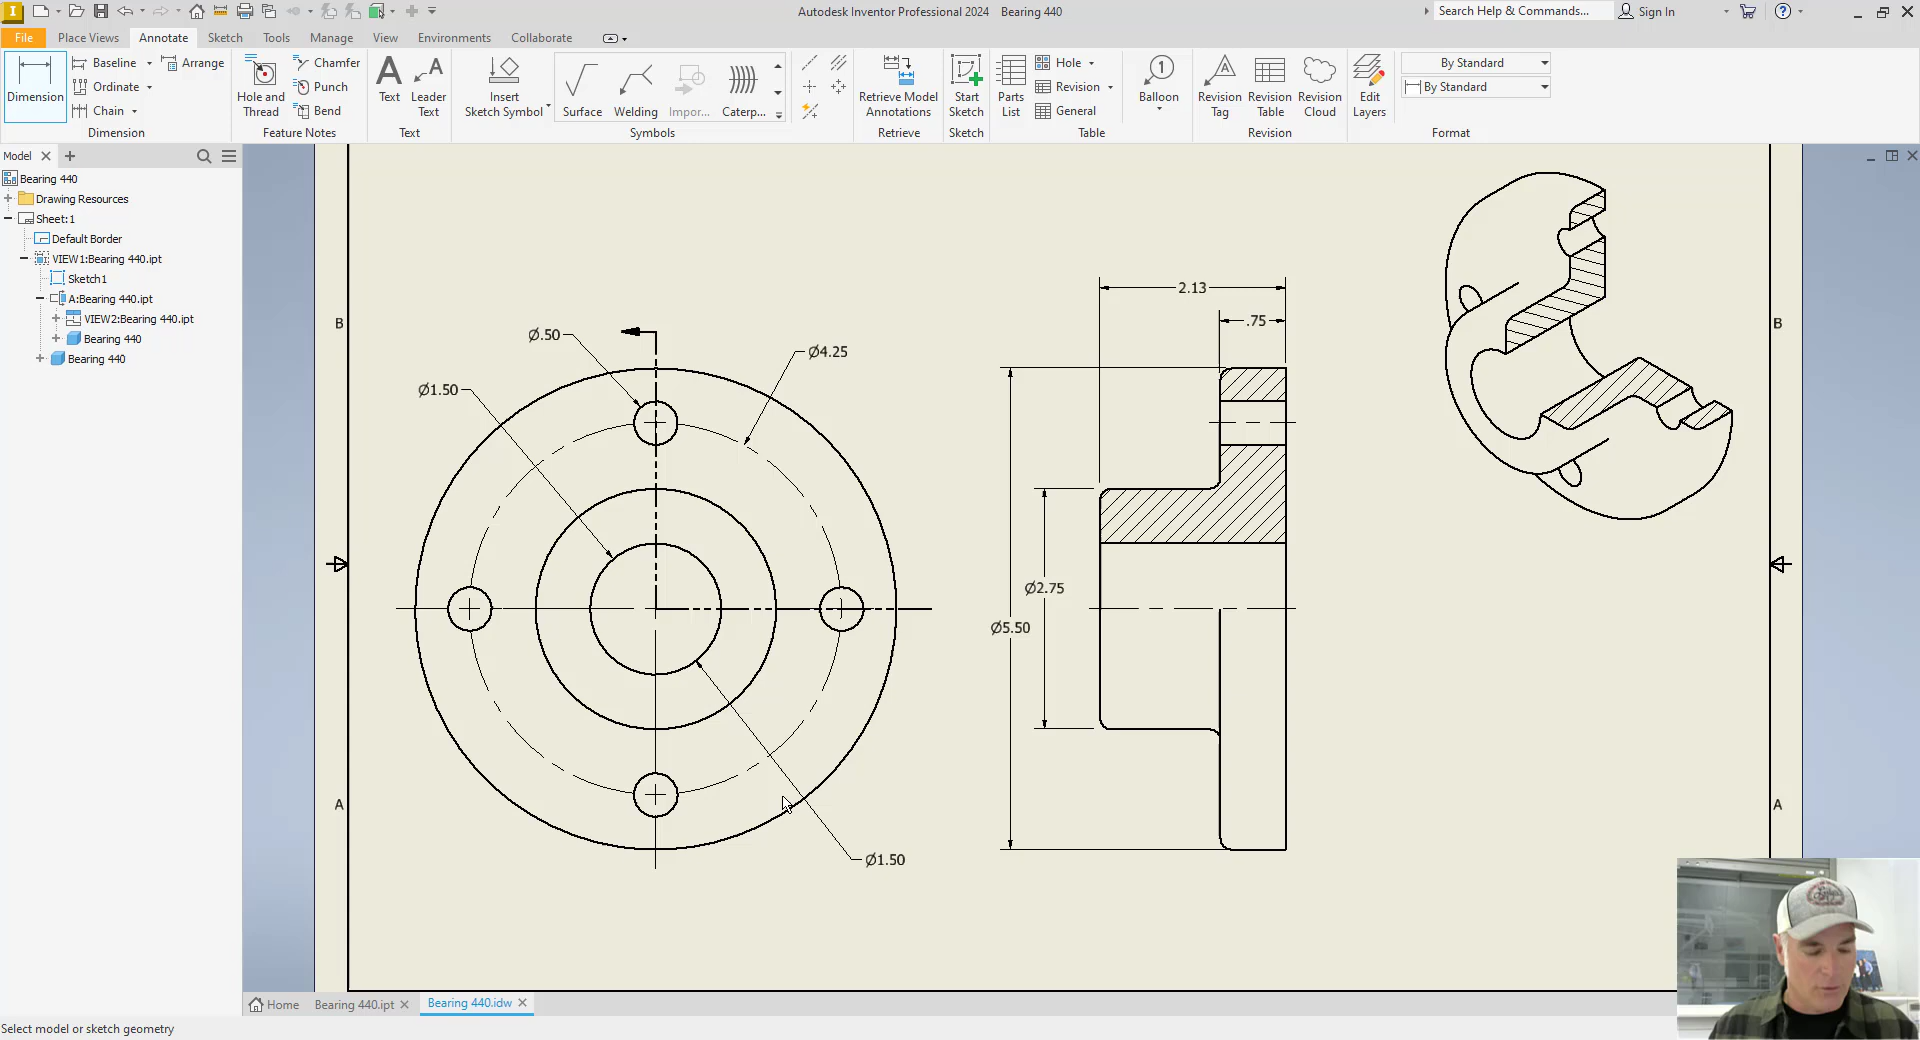 Autodesk Inventor Professional 2024 Bearing 440
Search Help & Commands...
Sign In
File
Place Views
Annotate
Sketch
Tools
Manage
View
Environments
Collaborate
Dimension
Baseline
Ordinate
Chain
Arrange
Dimension
Hole and
Thread
Chamfer
Punch
Bend
Feature Notes
Text
Leader
Text
Text
Insert
Sketch Symbol
Surface
Welding
Impor...
Caterp...
Symbols
Retrieve Model
Annotations
Retrieve
Start
Sketch
Sketch
Parts
List
Hole
Revision
General
Table
Balloon
Revision
Tag
Revision
Table
Revision
Cloud
Revision
Edit
Layers
By Standard
By Standard
Format
Model
Bearing 440
Drawing Resources
Sheet:1
Default Border
VIEW1:Bearing 440.ipt
Sketch1
A:Bearing 440.ipt
VIEW2:Bearing 440.ipt
Bearing 440
Bearing 440
B
B
A
A
Ø.50
Ø4.25
Ø1.50
Ø1.50
2.13
.75
Ø2.75
Ø5.50
Home
Bearing 440.ipt
Bearing 440.idw
Select model or sketch geometry